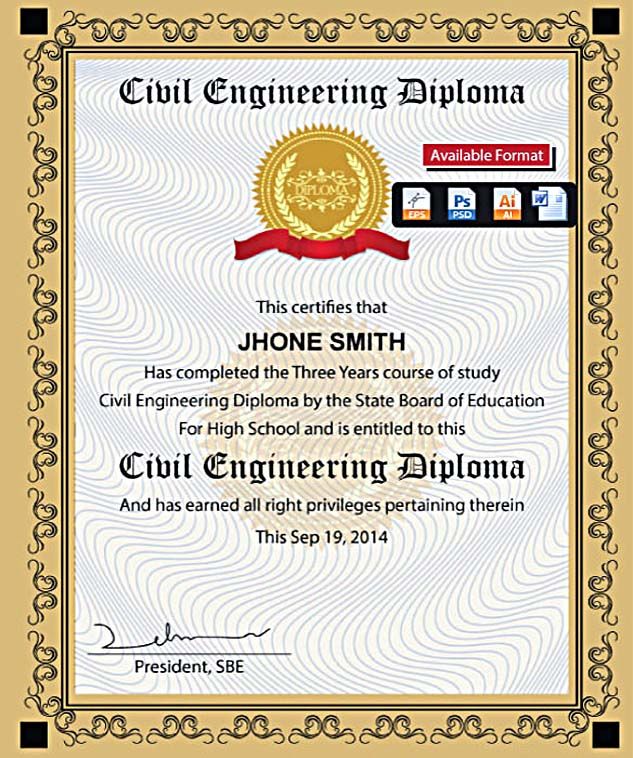 Civil Engineering Diploma
Available Format
DIPLOMA
EPS
Ps
PSD
Ai
AI
W
This certifies that
JHONE SMITH
Has completed the Three Years course of study
Civil Engineering Diploma by the State Board of Education
For High School and is entitled to this
Civil Engineering Diploma
And has earned all right privileges pertaining therein
This Sep 19, 2014
President, SBE